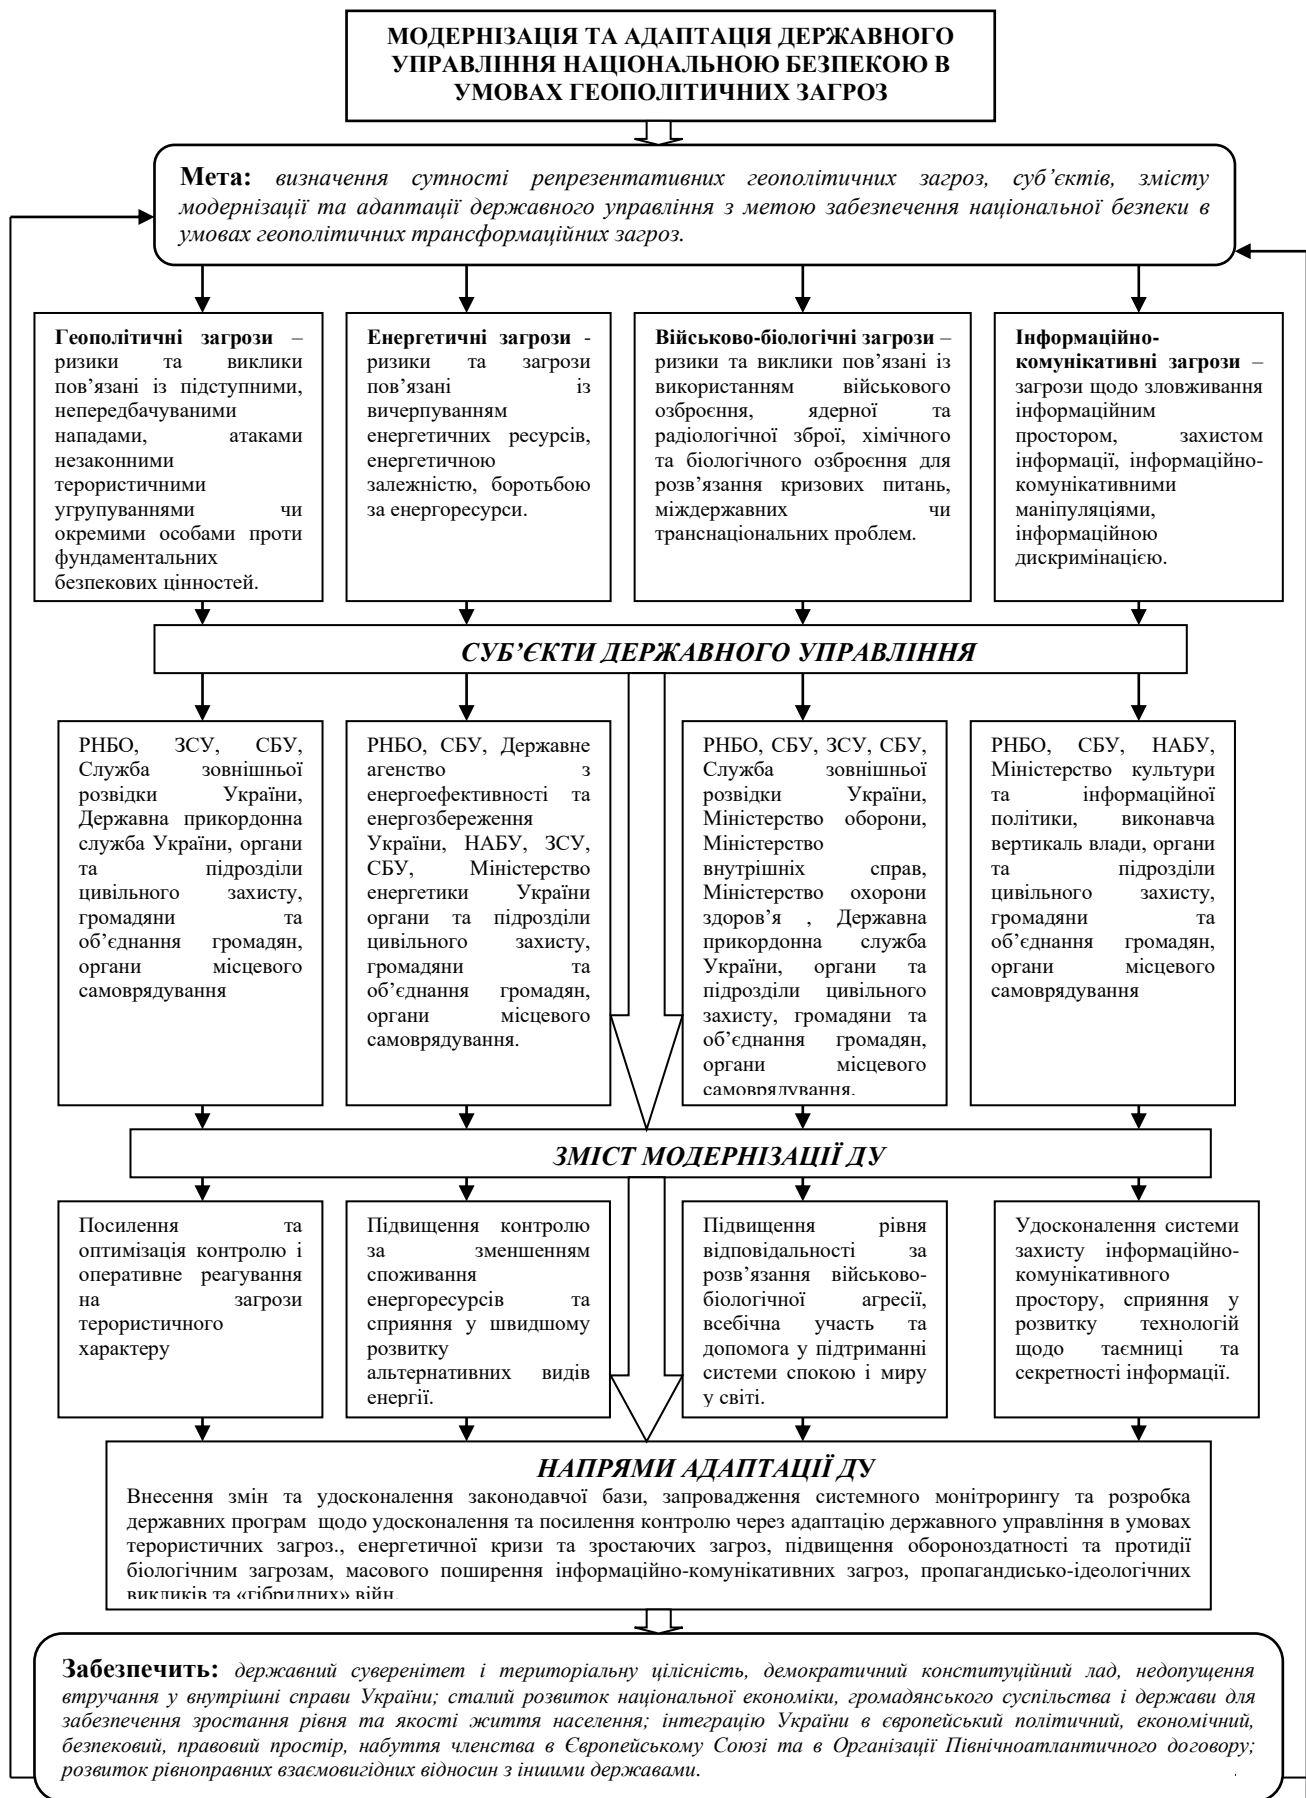 МОДЕРНІЗАЦІЯ ТА АДАПТАЦІЯ ДЕРЖАВНОГО
УПРАВЛІННЯ НАЦІОНАЛЬНОЮ БЕЗПЕКОЮ В
УМОВАХ ГЕОПОЛІТИЧНИХ ЗАГРОЗ
Мета: визначення сутності репрезентативних геополітичних загроз, суб’єктів, змісту
модернізації та адаптації державного управління з метою забезпечення національної безпеки в
умовах геополітичних трансформаційних загроз.
Геополітичні загрози –
ризики та виклики
пов’язані із підступними,
непередбачуваними
нападами, атаками
незаконними
терористичними
угрупуваннями чи
окремими особами проти
фундаментальних
безпекових цінностей.
Енергетичні загрози -
ризики та загрози
пов’язані із
вичерпуванням
енергетичних ресурсів,
енергетичною
залежністю, боротьбою
за енергоресурси.
Військово-біологічні загрози –
ризики та виклики пов’язані із
використанням військового
озброєння, ядерної та
радіологічної зброї, хімічного
та біологічного озброєння для
розв’язання кризових питань,
міждержавних чи
транснаціональних проблем.
Інформаційно-
комунікативні загрози –
загрози щодо зловживання
інформаційним
простором, захистом
інформації, інформаційно-
комунікативними
маніпуляціями,
інформаційною
дискримінацією.
СУБ’ЄКТИ ДЕРЖАВНОГО УПРАВЛІННЯ
РНБО, ЗСУ, СБУ,
Служба зовнішньої
розвідки України,
Державна прикордонна
служба України, органи
та підрозділи
цивільного захисту,
громадяни та
об’єднання громадян,
органи місцевого
самоврядування
РНБО, СБУ, Державне
агенство з
енергоефективності та
енергозбереження
України, НАБУ, ЗСУ,
СБУ, Міністерство
енергетики України
органи та підрозділи
цивільного захисту,
громадяни та
об’єднання громадян,
органи місцевого
самоврядування.
РНБО, СБУ, ЗСУ, СБУ,
Служба зовнішньої
розвідки України,
Міністерство оборони,
Міністерство
внутрішніх справ,
Міністерство охорони
здоров’я , Державна
прикордонна служба
України, органи та
підрозділи цивільного
захисту, громадяни та
об’єднання громадян,
органи місцевого
самоврядування.
РНБО, СБУ, НАБУ,
Міністерство культури
та інформаційної
політики, виконавча
вертикаль влади, органи
та підрозділи
цивільного захисту,
громадяни та
об’єднання громадян,
органи місцевого
самоврядування
ЗМІСТ МОДЕРНІЗАЦІЇ ДУ
Посилення та
оптимізація контролю і
оперативне реагування
на загрози
терористичного
характеру
Підвищення контролю
за зменшенням
споживання
енергоресурсів та
сприяння у швидшому
розвитку
альтернативних видів
енергії.
Підвищення рівня
відповідальності за
розв’язання військово-
біологічної агресії,
всебічна участь та
допомога у підтриманні
системи спокою і миру
у світі.
Удосконалення системи
захисту інформаційно-
комунікативного
простору, сприяння у
розвитку технологій
щодо таємниці та
секретності інформації.
НАПРЯМИ АДАПТАЦІЇ ДУ
Внесення змін та удосконалення законодавчої бази, запровадження системного монітрорингу та розробка
державних програм щодо удосконалення та посилення контролю через адаптацію державного управління в умовах
терористичних загроз., енергетичної кризи та зростаючих загроз, підвищення обороноздатності та протидії
біологічним загрозам, масового поширення інформаційно-комунікативних загроз, пропагандисько-ідеологічних
викликів та «гібридних» війн.
Забезпечить: державний суверенітет і територіальну цілісність, демократичний конституційний лад, недопущення
втручання у внутрішні справи України; сталий розвиток національної економіки, громадянського суспільства і держави для
забезпечення зростання рівня та якості життя населення; інтеграцію України в європейський політичний, економічний,
безпековий, правовий простір, набуття членства в Європейському Союзі та в Організації Північноатлантичного договору;
розвиток рівноправних взаємовигідних відносин з іншими державами.